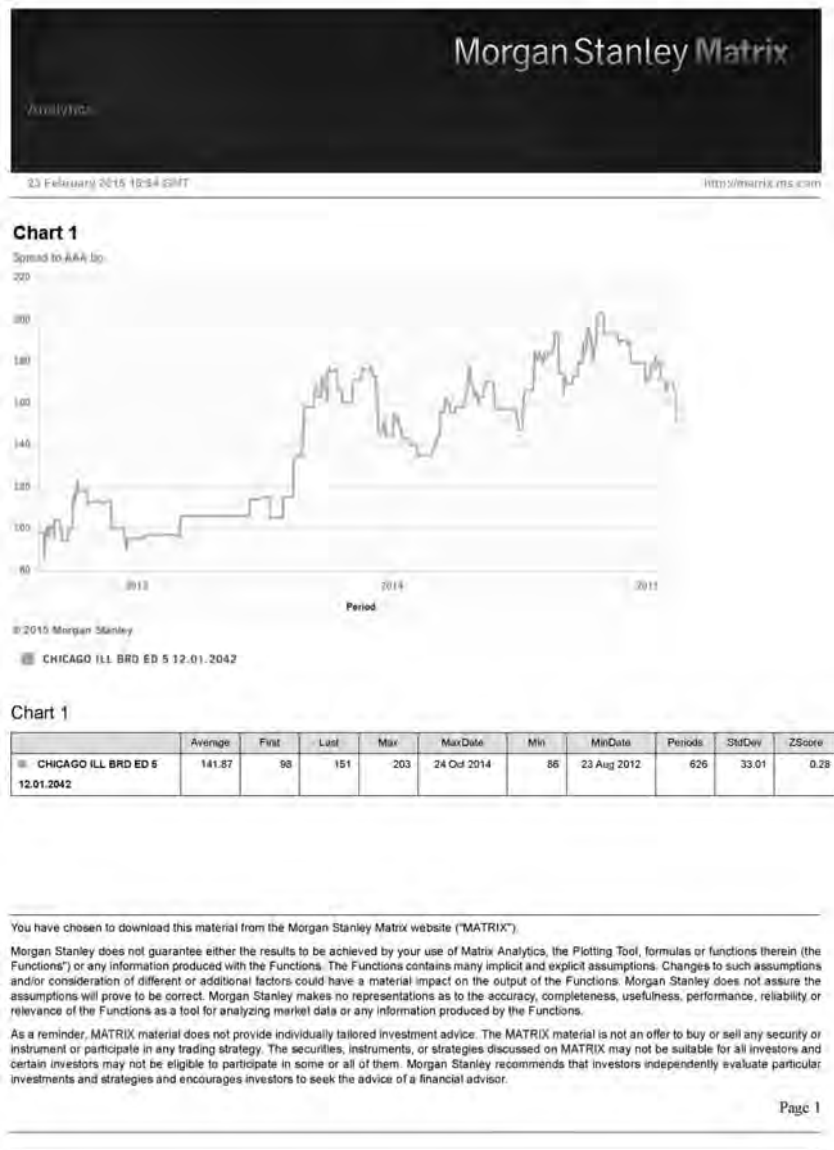 Morgan Stanley Matrix
Analytics
23 February 2015 GMT
Chart 1
Spread to AAA bp
220
200
180
160
140
120
100
80
2013 2014
Period
© 2015 Morgan Stanley
CHICAGO ILL BRD ED 5 12.01.2042
Chart 1
Average First Last Max MaxDate Min MinDate Periods StdDev ZScore
CHICAGO ILL BRD ED 5 141.87 98 151 203 24 Oct 2014 86 23 Aug 2012 626 33.01 0.28
12.01.2042
You have chosen to download this material from the Morgan Stanley Matrix website ("MATRIX").
Morgan Stanley does not guarantee either the results to be achieved by your use of Matrix Analytics, the Plotting Tool, formulas or functions therein (the
Functions") or any information produced with the Functions. The Functions contains many implicit and explicit assumptions. Changes to such assumptions
and/or consideration of different or additional factors could have a material impact on the output of the Functions. Morgan Stanley does not assure the
assumptions will prove to be correct. Morgan Stanley makes no representations as to the accuracy, completeness, usefulness, performance, reliability or
relevance of the Functions as a tool for analyzing market data or any information produced by the Functions.
As a reminder, MATRIX material does not provide individually tailored investment advice. The MATRIX material is not an offer to buy or sell any security or
instrument or participate in any trading strategy. The securities, instruments, or strategies discussed on MATRIX may not be suitable for all investors and
certain investors may not be eligible to participate in some or all of them. Morgan Stanley recommends that investors independently evaluate particular
investments and strategies and encourages investors to seek the advice of a financial advisor.
Page 1